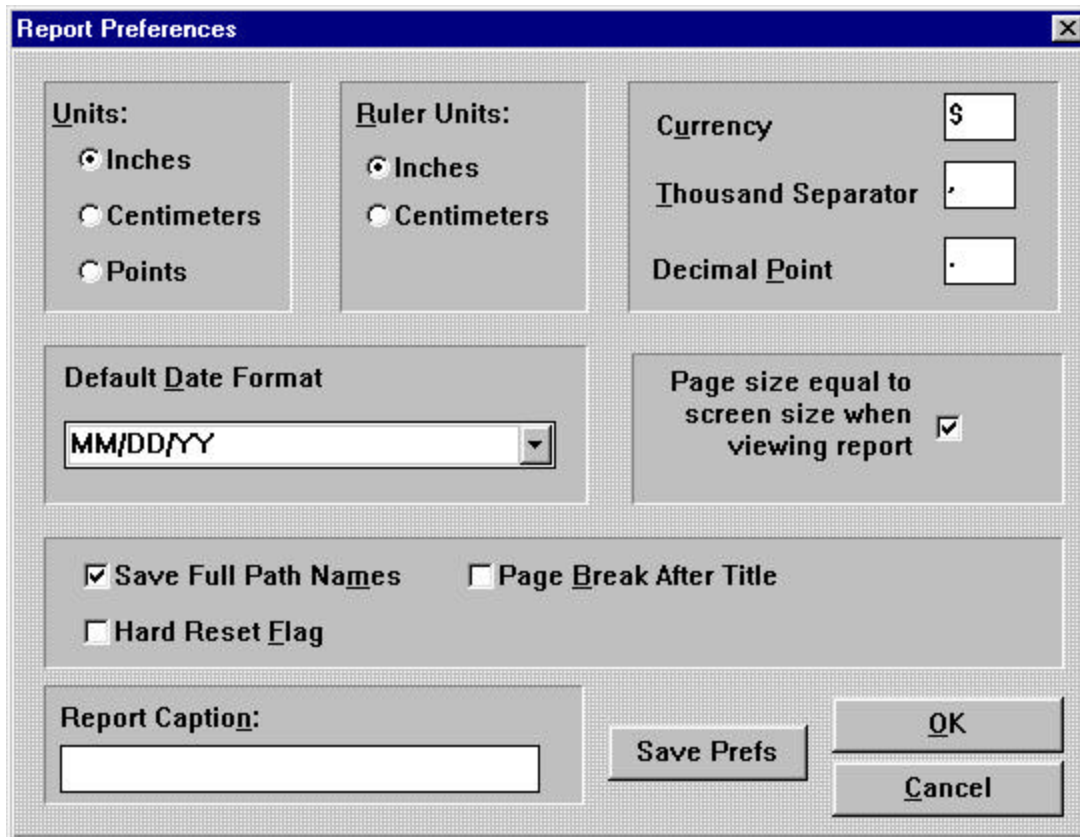 Report Preferences
Units:
Inches
Centimeters
Points
Ruler Units:
Inches
Centimeters
Currency $
Thousand Separator ,
Decimal Point .
Default Date Format
MM/DD/YY
Page size equal to
screen size when
viewing report
Save Full Path Names
Page Break After Title
Hard Reset Flag
Report Caption:
Save Prefs
OK
Cancel